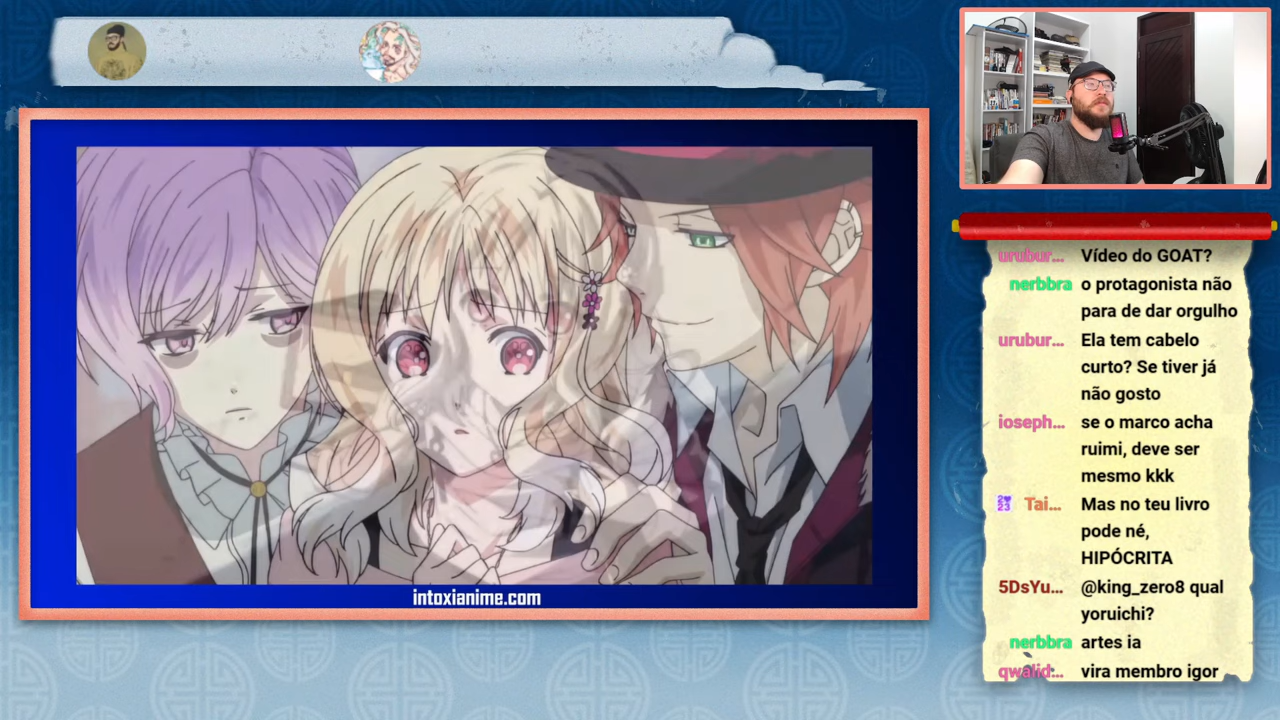 intoxianime.com
urubur... Vídeo do GOAT?
nerbbra o protagonista não
para de dar orgulho
urubur... Ela tem cabelo
curto? Se tiver já
não gosto
ioseph... se o marco acha
ruimi, deve ser
mesmo kkk
Tai... Mas no teu livro
pode né,
HIPÓCRITA
5DsYu... @king_zero8 qual
yoruichi?
nerbbra artes ia
qwalid... vira membro igor